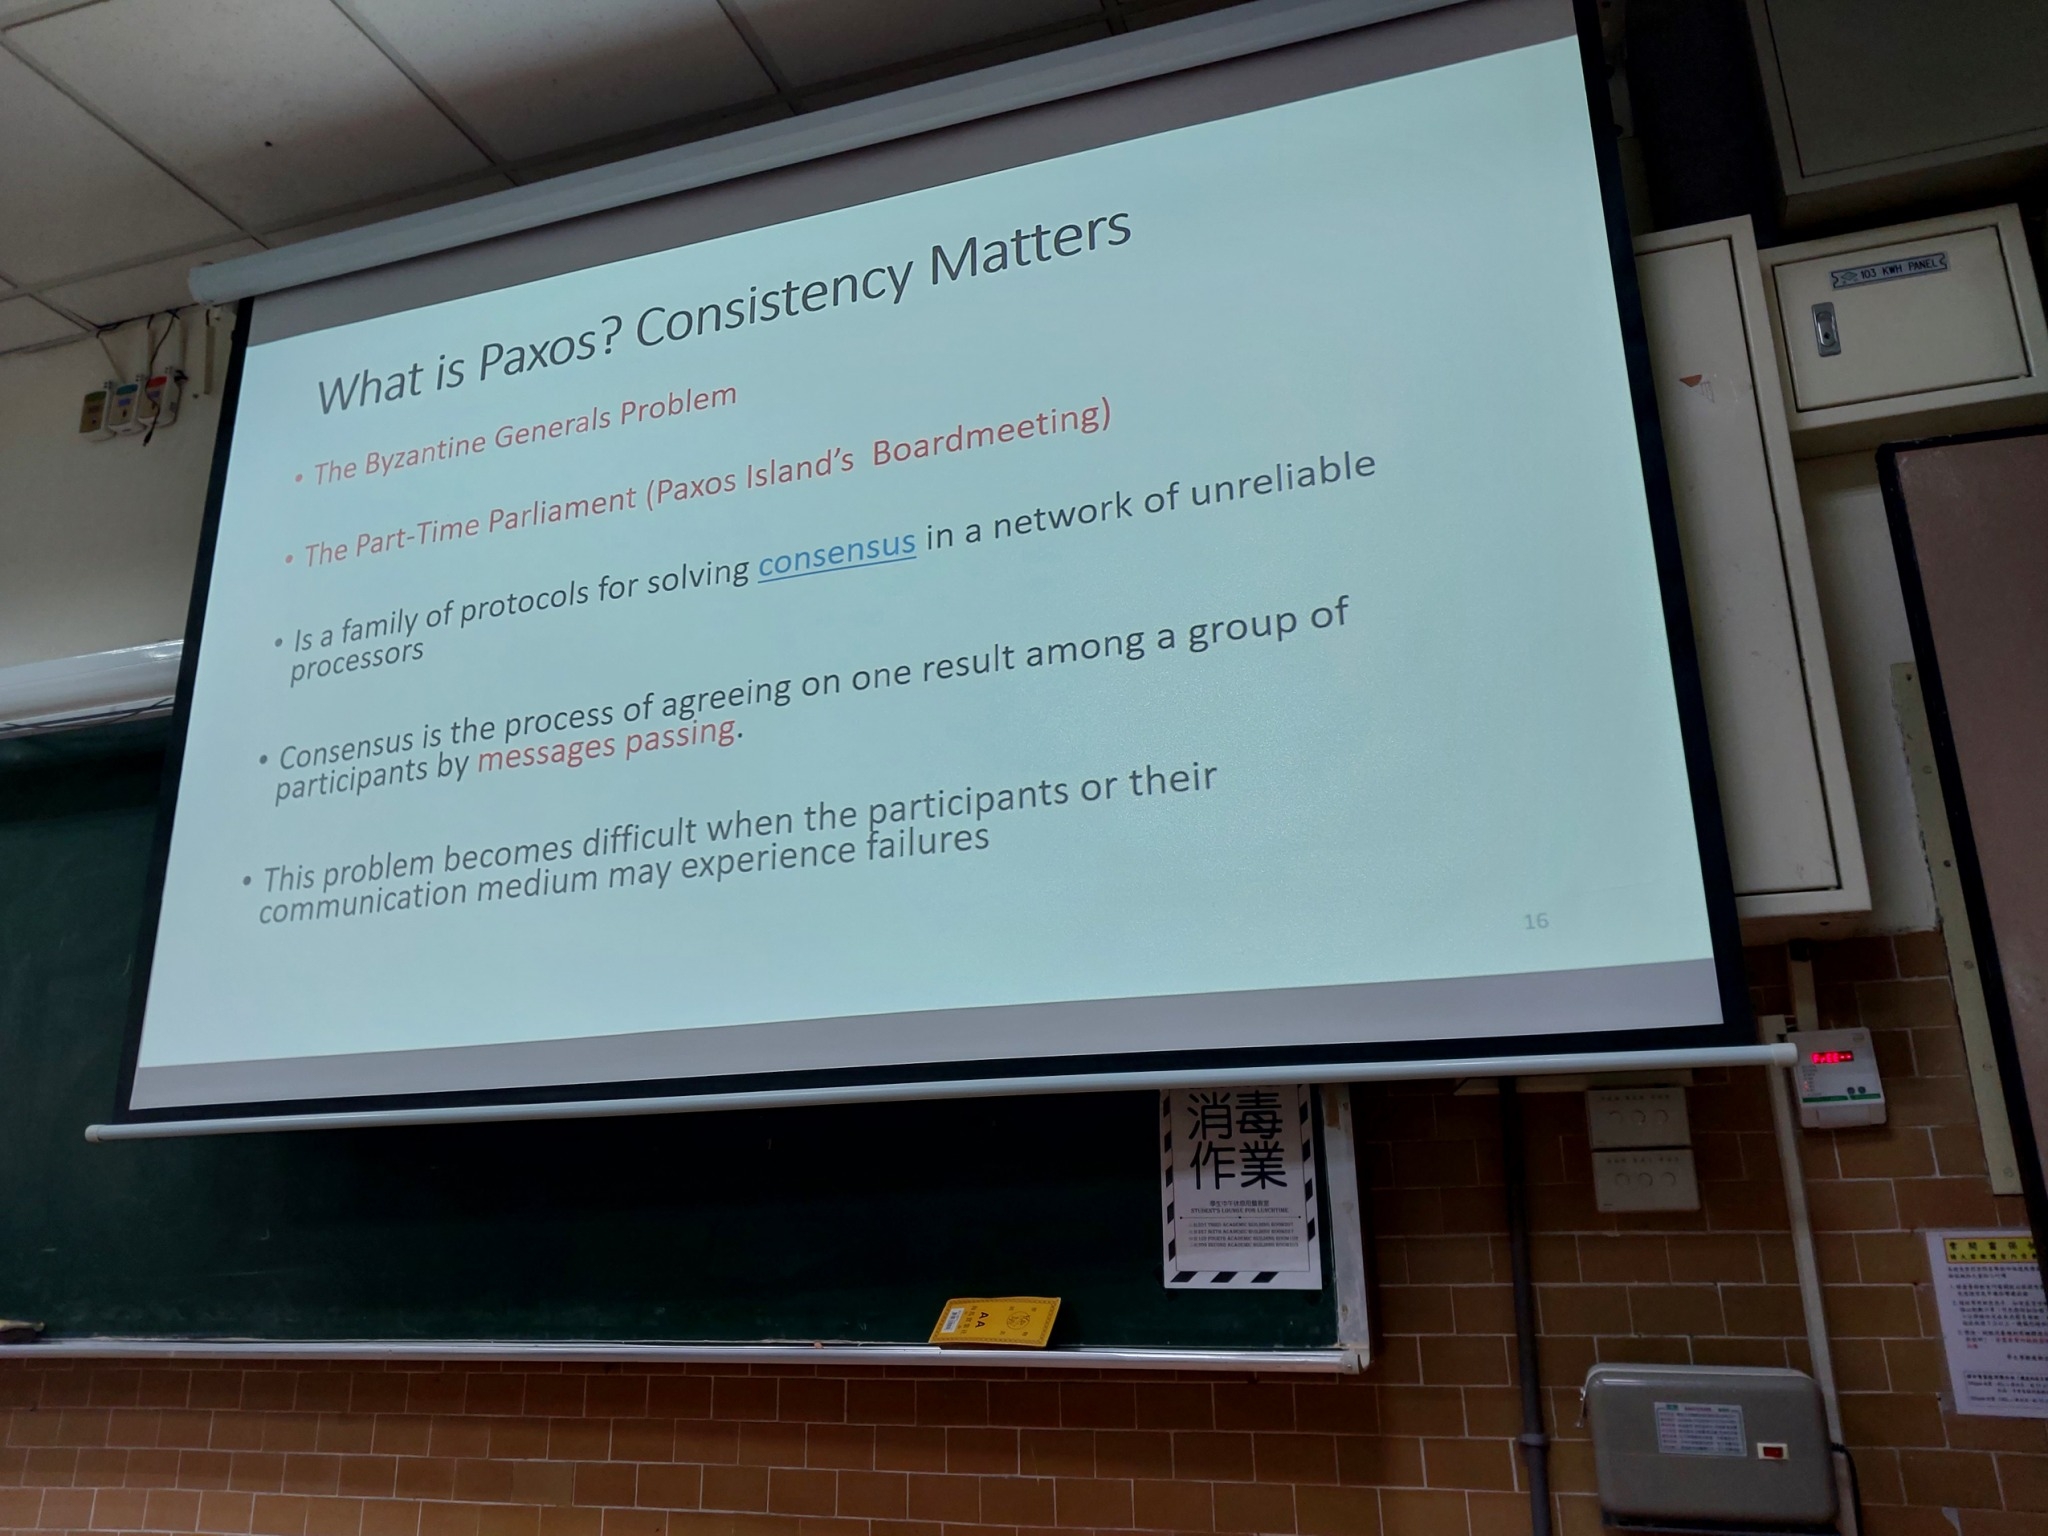 What is Paxos? Consistency Matters
• The Byzantine Generals Problem
• The Part-Time Parliament (Paxos Island's Boardmeeting)
• Is a family of protocols for solving consensus in a network of unreliable
processors
• Consensus is the process of agreeing on one result among a group of
participants by messages passing.
• This problem becomes difficult when the participants or their
communication medium may experience failures
16
103 KWH PANEL
消毒
作業
STUDENT'S LOUNGE FOR LUNCHTIME
AA